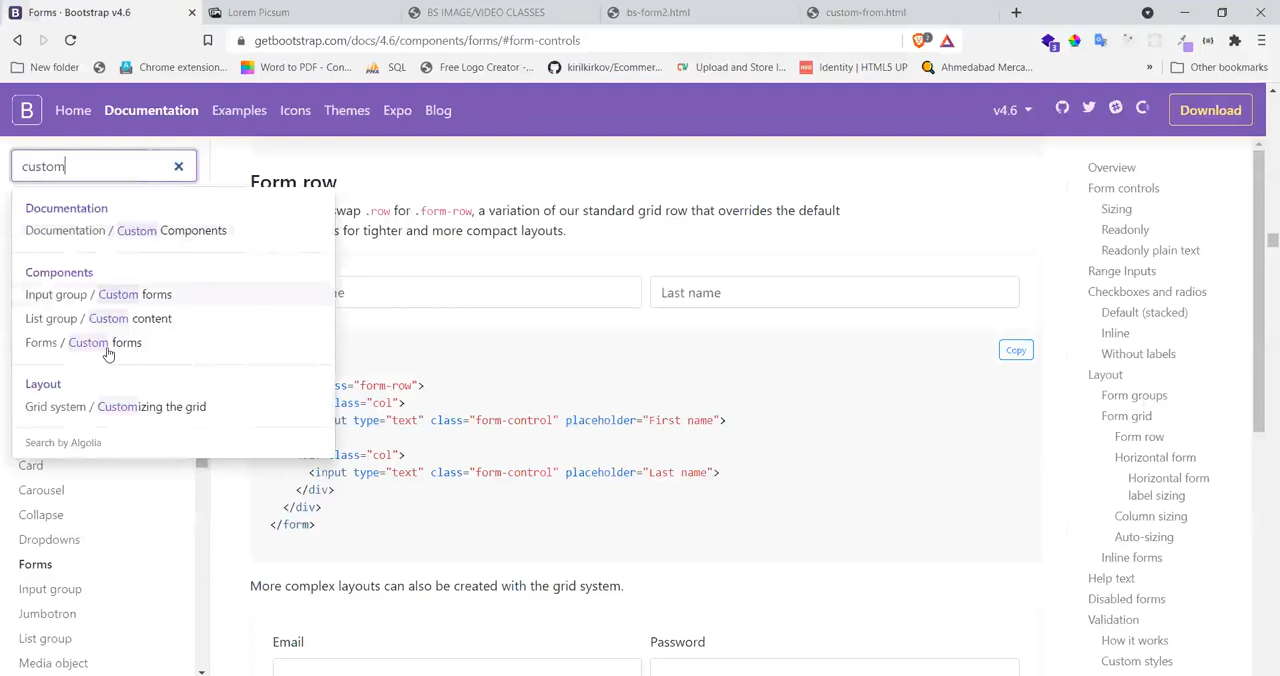 Forms · Bootstrap v4.6
Lorem Picsum
BS IMAGE/VIDEO CLASSES
bs-form2.html
custom-from.html
getbootstrap.com/docs/4.6/components/forms/#form-controls
2
3
New folder
Chrome extension...
Word to PDF - Con...
SQL
Free Logo Creator -...
kirilkirkov/Ecommer...
Upload and Store I...
Identity | HTML5 UP
Ahmedabad Merca...
»
Other bookmarks
B
Home
Documentation
Examples
Icons
Themes
Expo
Blog
v4.6
Download
custom
Documentation
Documentation / Custom Components
Components
Input group / Custom forms
List group / Custom content
Forms / Custom forms
Layout
Grid system / Customizing the grid
Search by Algolia
Card
Carousel
Collapse
Dropdowns
Forms
Input group
Jumbotron
List group
Media object
Form row
swap .row for .form-row, a variation of our standard grid row that overrides the default
s for tighter and more compact layouts.
Last name
Copy
ss="form-row">
lass="col">
ut type="text" class="form-control" placeholder="First name">
lass="col">
<input type="text" class="form-control" placeholder="Last name">
</div>
</div>
</form>
More complex layouts can also be created with the grid system.
Email
Password
Overview
Form controls
Sizing
Readonly
Readonly plain text
Range Inputs
Checkboxes and radios
Default (stacked)
Inline
Without labels
Layout
Form groups
Form grid
Form row
Horizontal form
Horizontal form
label sizing
Column sizing
Auto-sizing
Inline forms
Help text
Disabled forms
Validation
How it works
Custom styles